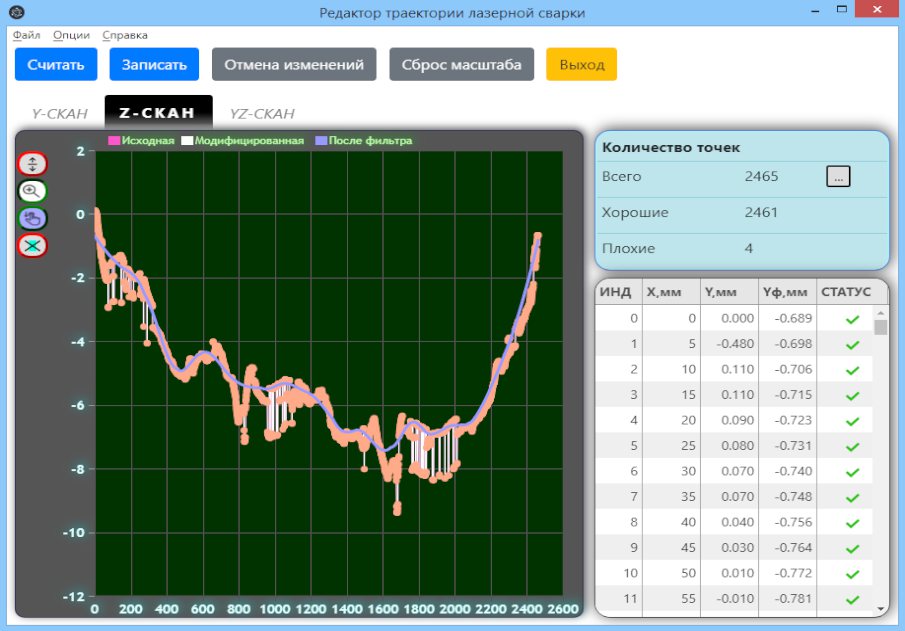 Редактор траектории лазерной сварки
Файл Опции Справка
Считать Записать Отмена изменений Сброс масштаба Выход
Y-СКАН Z-СКАН YZ-СКАН
Исходная Модифицированная После фильтра
2
0
-2
-4
-6
-8
-10
-12
0 200 400 600 800 1000 1200 1400 1600 1800 2000 2200 2400 2600
Количество точек
Всего 2465 ...
Хорошие 2461
Плохие 4
ИНД X,мм Y,мм Yф,мм СТАТУС
0 0 0.000 -0.689
1 5 -0.480 -0.698
2 10 0.110 -0.706
3 15 0.110 -0.715
4 20 0.090 -0.723
5 25 0.080 -0.731
6 30 0.070 -0.740
7 35 0.070 -0.748
8 40 0.040 -0.756
9 45 0.030 -0.764
10 50 0.010 -0.772
11 55 -0.010 -0.781